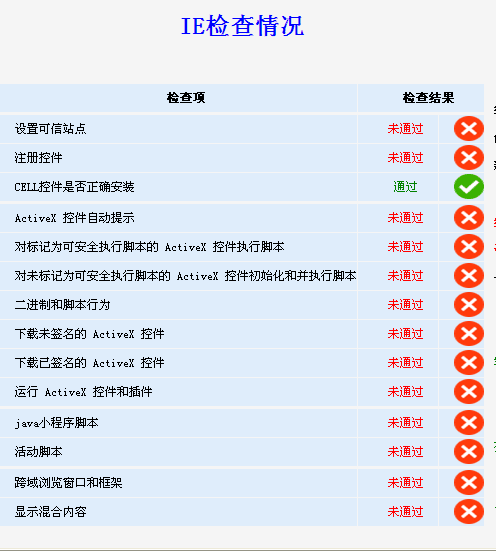 IE检查情况
检查项 检查结果
设置可信站点 未通过
注册控件 未通过
CELL控件是否正确安装 通过
ActiveX 控件自动提示 未通过
对标记为可安全执行脚本的 ActiveX 控件执行脚本 未通过
对未标记为可安全执行脚本的 ActiveX 控件初始化和并执行脚本 未通过
二进制和脚本行为 未通过
下载未签名的 ActiveX 控件 未通过
下载已签名的 ActiveX 控件 未通过
运行 ActiveX 控件和插件 未通过
java小程序脚本 未通过
活动脚本 未通过
跨域浏览窗口和框架 未通过
显示混合内容 未通过